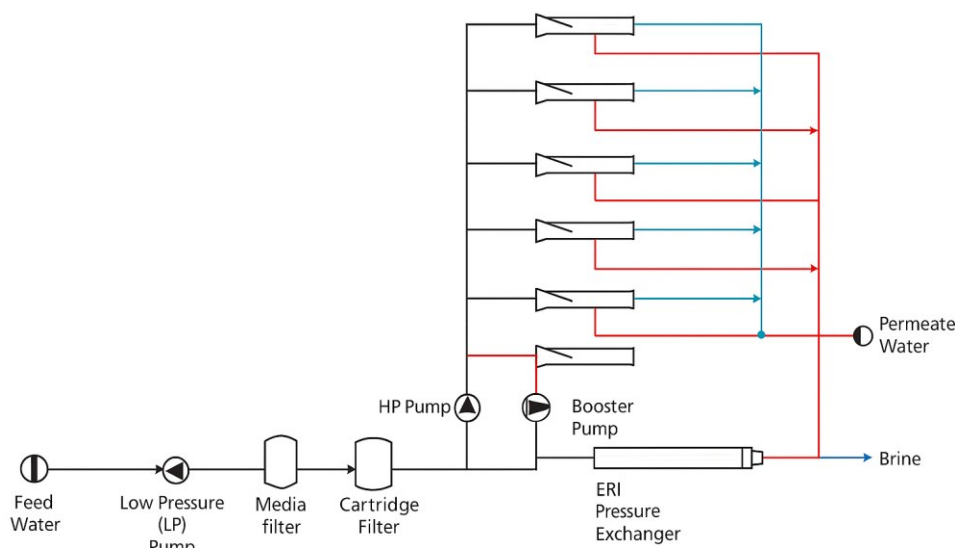 Permeate
Water
HP Pump
Booster
Pump
Brine
Feed
Water
Low Pressure
(LP)
Pump
Media
filter
Cartridge
Filter
ERI
Pressure
Exchanger